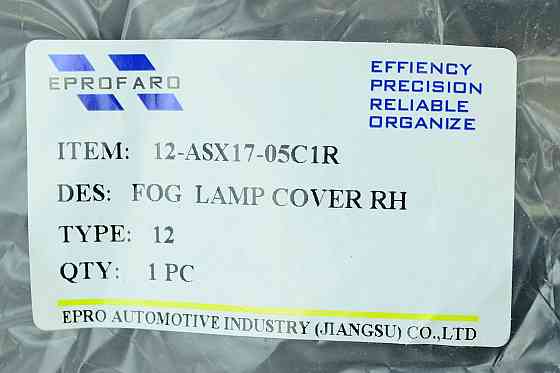 EPROFARO
EFFIENCY
PRECISION
RELIABLE
ORGANIZE
ITEM: 12-ASX17-05C1R
DES: FOG LAMP COVER RH
TYPE: 12
QTY: 1 PC
EPRO AUTOMOTIVE INDUSTRY (JIANGSU) CO.,LTD